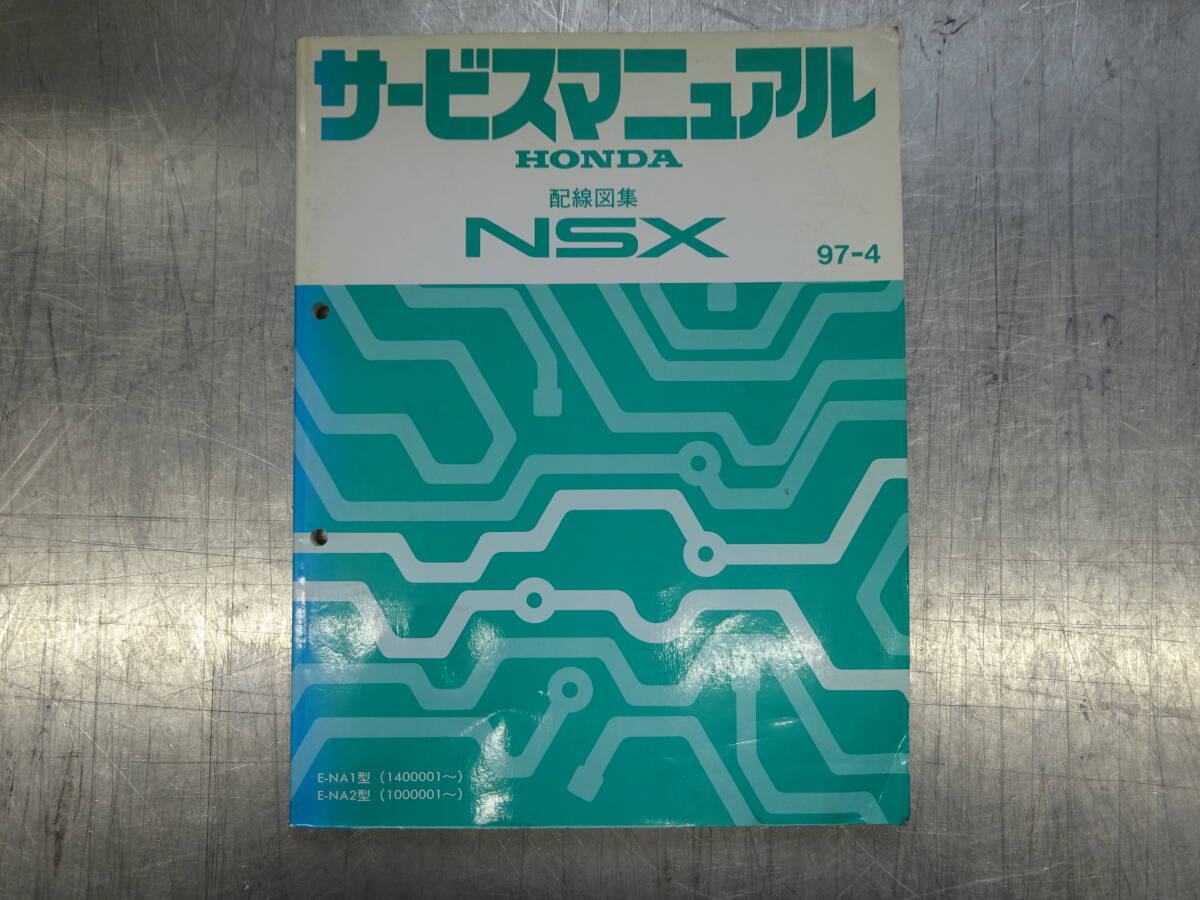 サービスマニュアル
HONDA
配線図集
NSX
97-4
E-NA1型（1400001～）
E-NA2型（1000001～）